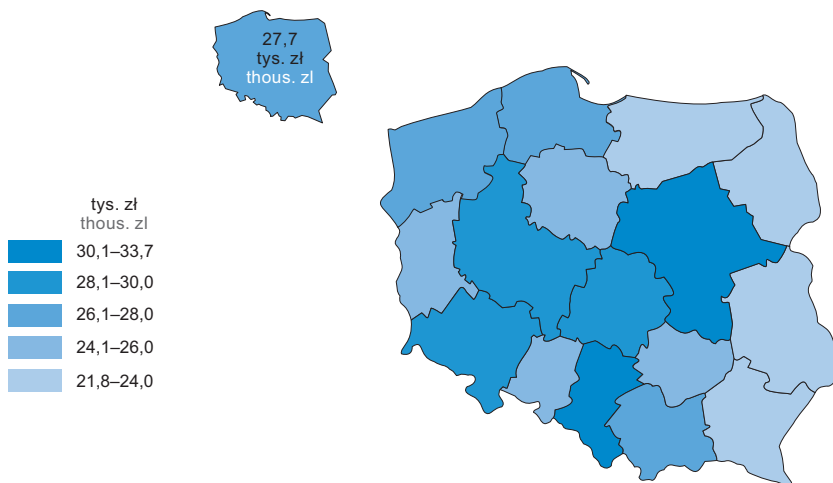 27,7
tys. zł
thous. zl
tys. zł
thous. zl
30,1–33,7
28,1–30,0
26,1–28,0
24,1–26,0
21,8–24,0